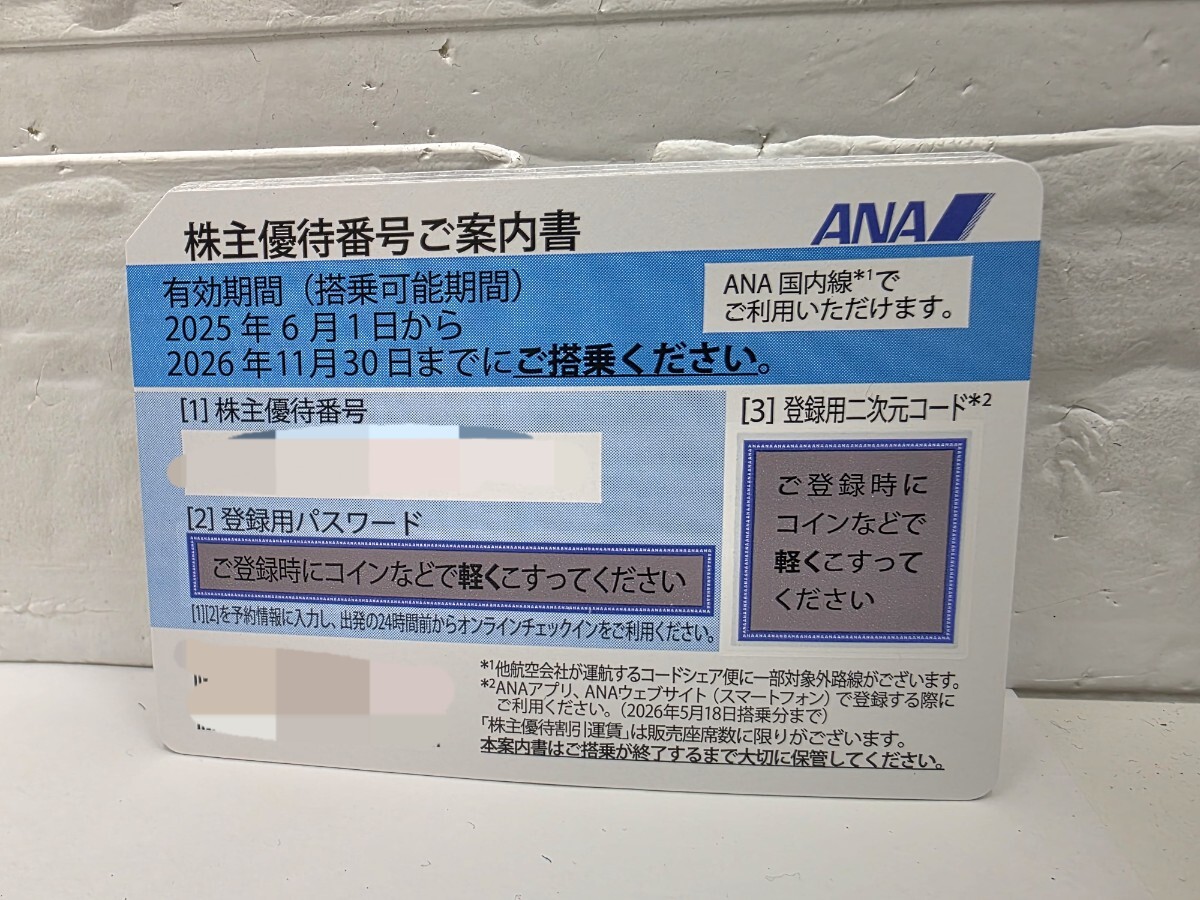 株主優待番号ご案内書
ANA
有効期間（搭乗可能期間）
2025年6月1日から
2026年11月30日までにご搭乗ください。
ANA国内線*1で
ご利用いただけます。
[1]株主優待番号
[2]登録用パスワード
ご登録時にコインなどで軽くこすってください
[1][2]を予約情報に入力し、出発の24時間前からオンラインチェックインをご利用ください。
[3]登録用二次元コード*2
ご登録時に
コインなどで
軽くこすって
ください
*1他航空会社が運航するコードシェア便に一部対象外路線がございます。
*2ANAアプリ、ANAウェブサイト（スマートフォン）で登録する際に
ご利用ください。（2026年5月18日搭乗分まで）
「株主優待割引運賃」は販売座席数に限りがございます。
本案内書はご搭乗が終了するまで大切に保管してください。